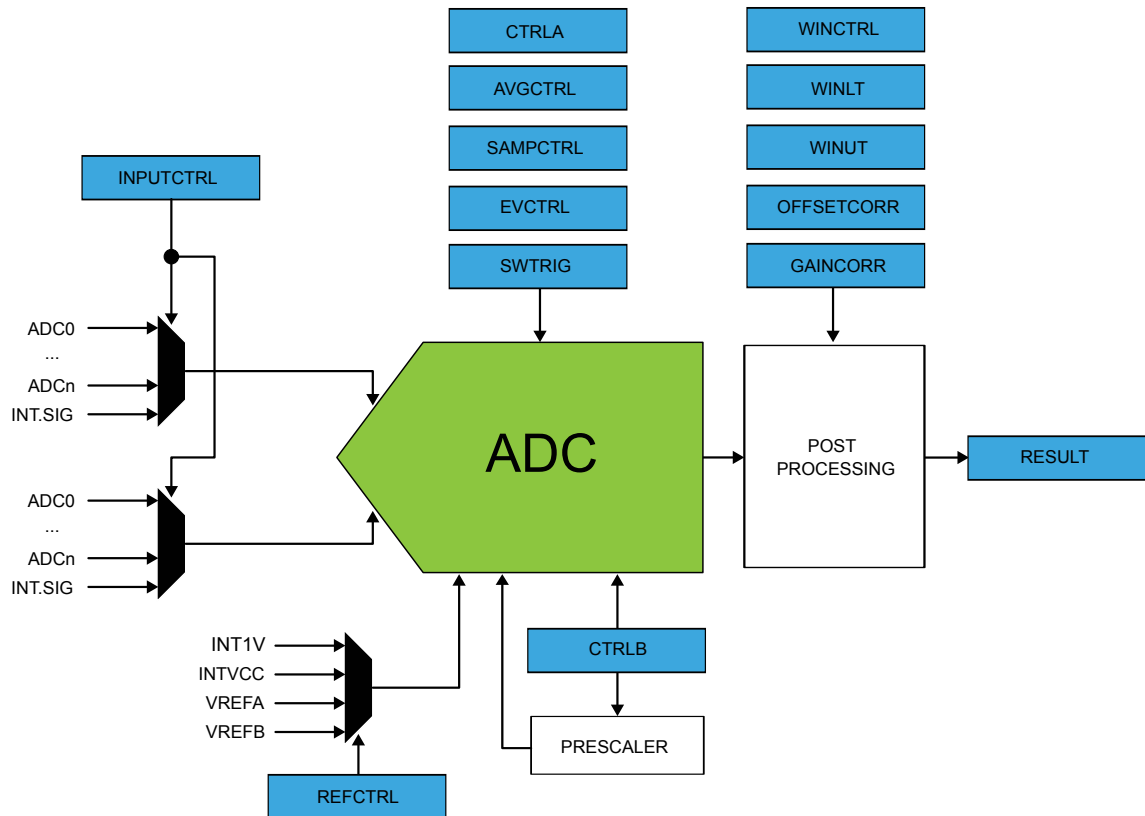 CTRLA
WINCTRL
AVGCTRL
WINLT
SAMPCTRL
WINUT
INPUTCTRL
EVCTRL
OFFSETCORR
SWTRIG
GAINCORR
ADC0
...
ADCn
INT.SIG
ADC
POST
PROCESSING
RESULT
ADC0
...
ADCn
INT.SIG
INT1V
INTVCC
VREFA
VREFB
CTRLB
PRESCALER
REFCTRL